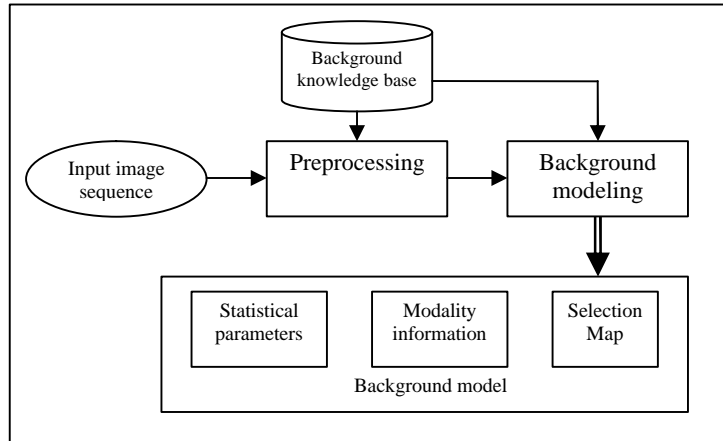 Background
knowledge base
Input image
sequence
Preprocessing
Background
modeling
Statistical
parameters
Modality
information
Selection
Map
Background model